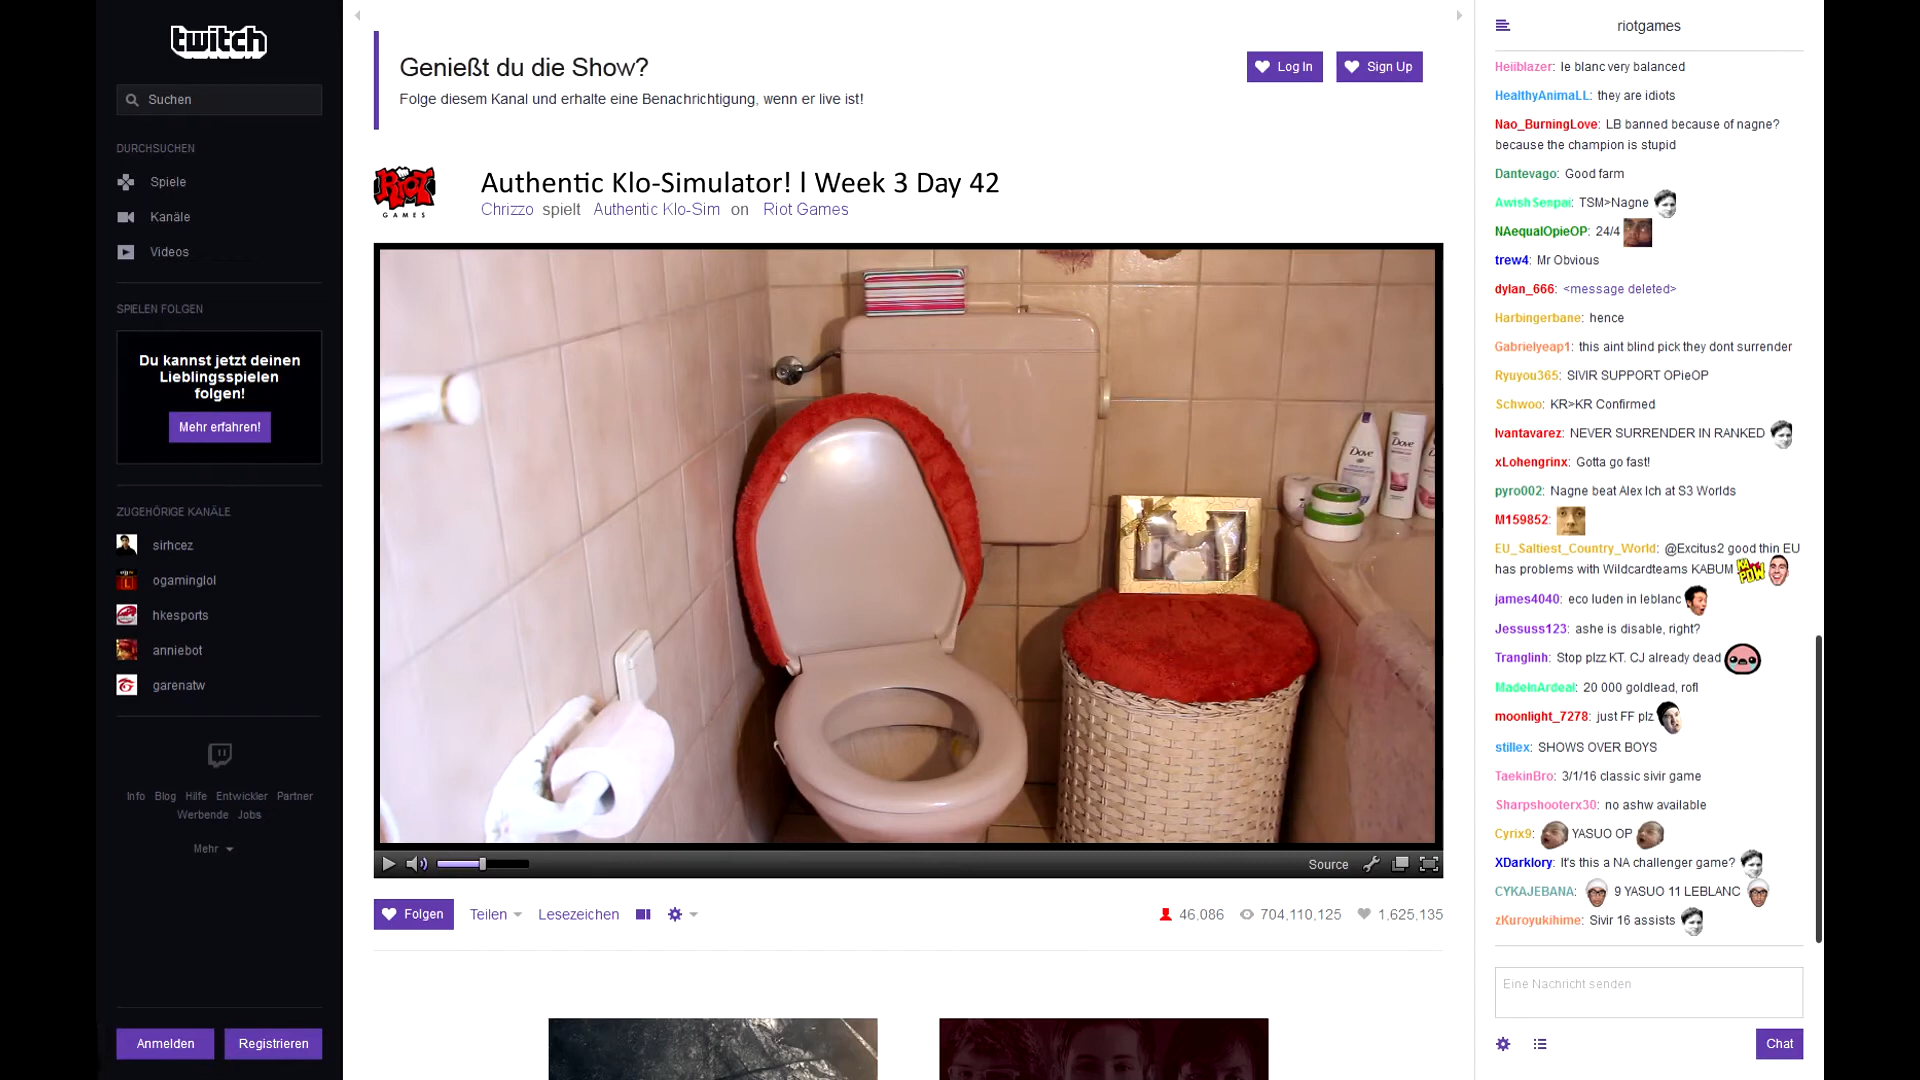 twitch
Suchen
DURCHSUCHEN
Spiele
Kanäle
Videos
SPIELEN FOLGEN
Du kannst jetzt deinen
Lieblingsspielen
folgen!
Mehr erfahren!
ZUGEHÖRIGE KANÄLE
sirhcez
ogaminglol
hkesports
anniebot
garenatw
Info Blog Hilfe Entwickler Partner
Werbende Jobs
Mehr
Anmelden Registrieren
Genießt du die Show?
Folge diesem Kanal und erhalte eine Benachrichtigung, wenn er live ist!
Log In Sign Up
RIOT
GAMES
Authentic Klo-Simulator! l Week 3 Day 42
Chrizzo spielt Authentic Klo-Sim on Riot Games
Dove
Dove
Source
Folgen Teilen Lesezeichen
46,086 704,110,125 1,625,135
riotgames
Heiiblazer: le blanc very balanced
HealthyAnimaLL: they are idiots
Nao_BurningLove: LB banned because of nagne?
because the champion is stupid
Dantevago: Good farm
AwishSenpai: TSM>Nagne
NAequalOpieOP: 24/4
trew4: Mr Obvious
dylan_666: <message deleted>
Harbingerbane: hence
Gabrielyeap1: this aint blind pick they dont surrender
Ryuyou365: SIVIR SUPPORT OPieOP
Schwoo: KR>KR Confirmed
Ivantavarez: NEVER SURRENDER IN RANKED
xLohengrinx: Gotta go fast!
pyro002: Nagne beat Alex Ich at S3 Worlds
M159852:
EU_Saltiest_Country_World: @Excitus2 good thin EU
has problems with Wildcardteams KABUM KAPOW
james4040: eco luden in leblanc
Jessuss123: ashe is disable, right?
Tranglinh: Stop plzz KT. CJ already dead
MadeinArdeal: 20 000 goldlead, rofl
moonlight_7278: just FF plz
stillex: SHOWS OVER BOYS
TaekinBro: 3/1/16 classic sivir game
Sharpshooterx30: no ashw available
Cyrix9: YASUO OP
XDarklory: It's this a NA challenger game?
CYKAJEBANA: 9 YASUO 11 LEBLANC
zKuroyukihime: Sivir 16 assists
Eine Nachricht senden
Chat